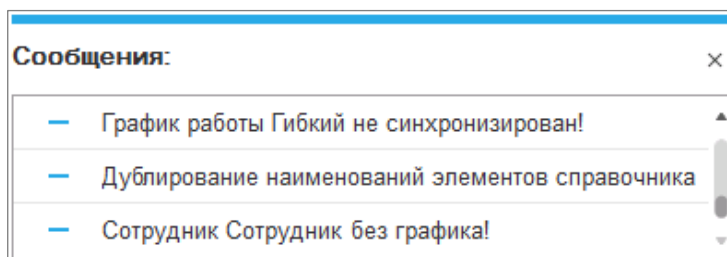 Сообщения:
График работы Гибкий не синхронизирован!
Дублирование наименований элементов справочника
Сотрудник Сотрудник без графика!